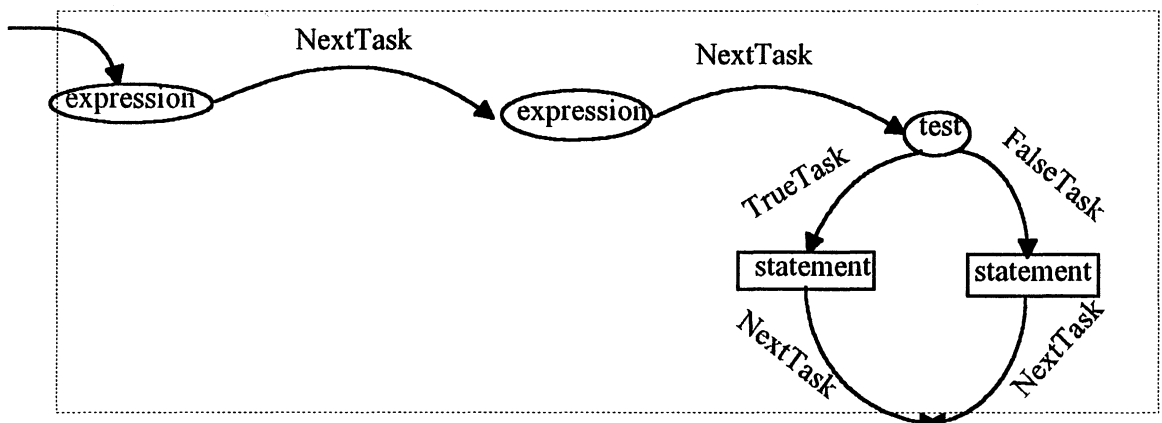 NextTask
NextTask
expression
expression
test
TrueTask
FalseTask
statement
statement
NextTask
NextTask